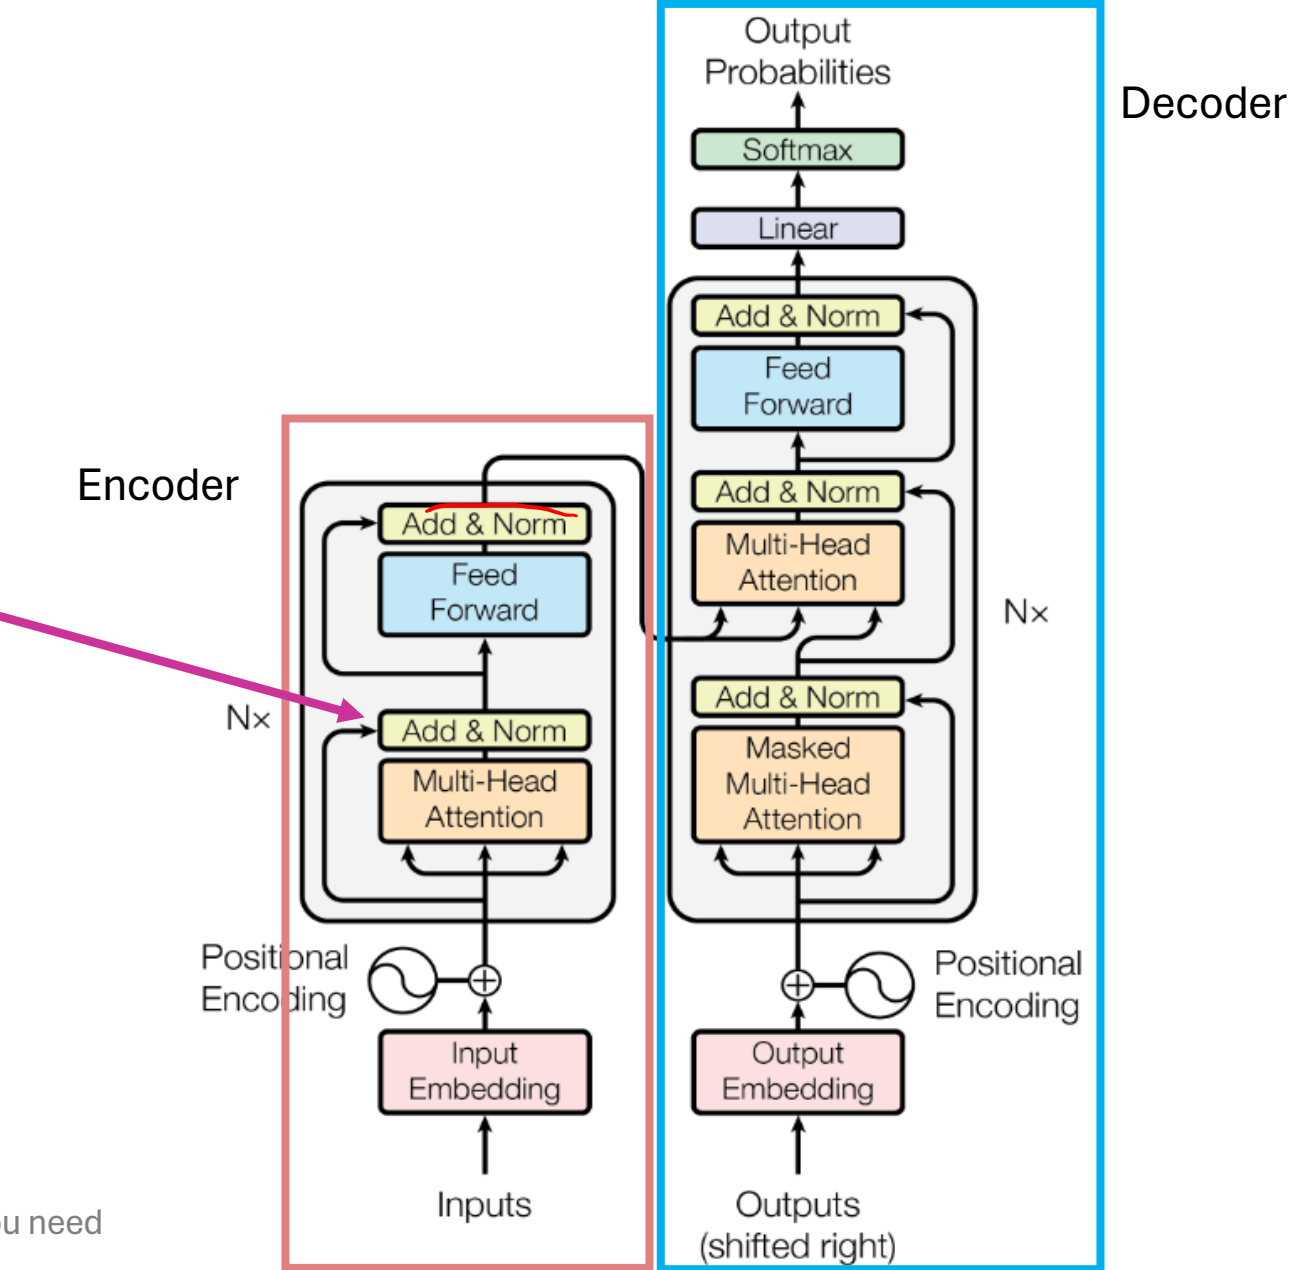 Output
Probabilities
Decoder
Softmax
Linear
Add & Norm
Feed
Forward
Add & Norm
Multi-Head
Attention
N×
Add & Norm
Masked
Multi-Head
Attention
Positional
Encoding
Output
Embedding
Outputs
(shifted right)
Encoder
Add & Norm
Feed
Forward
N×
Add & Norm
Multi-Head
Attention
Positional
Encoding
Input
Embedding
Inputs
need